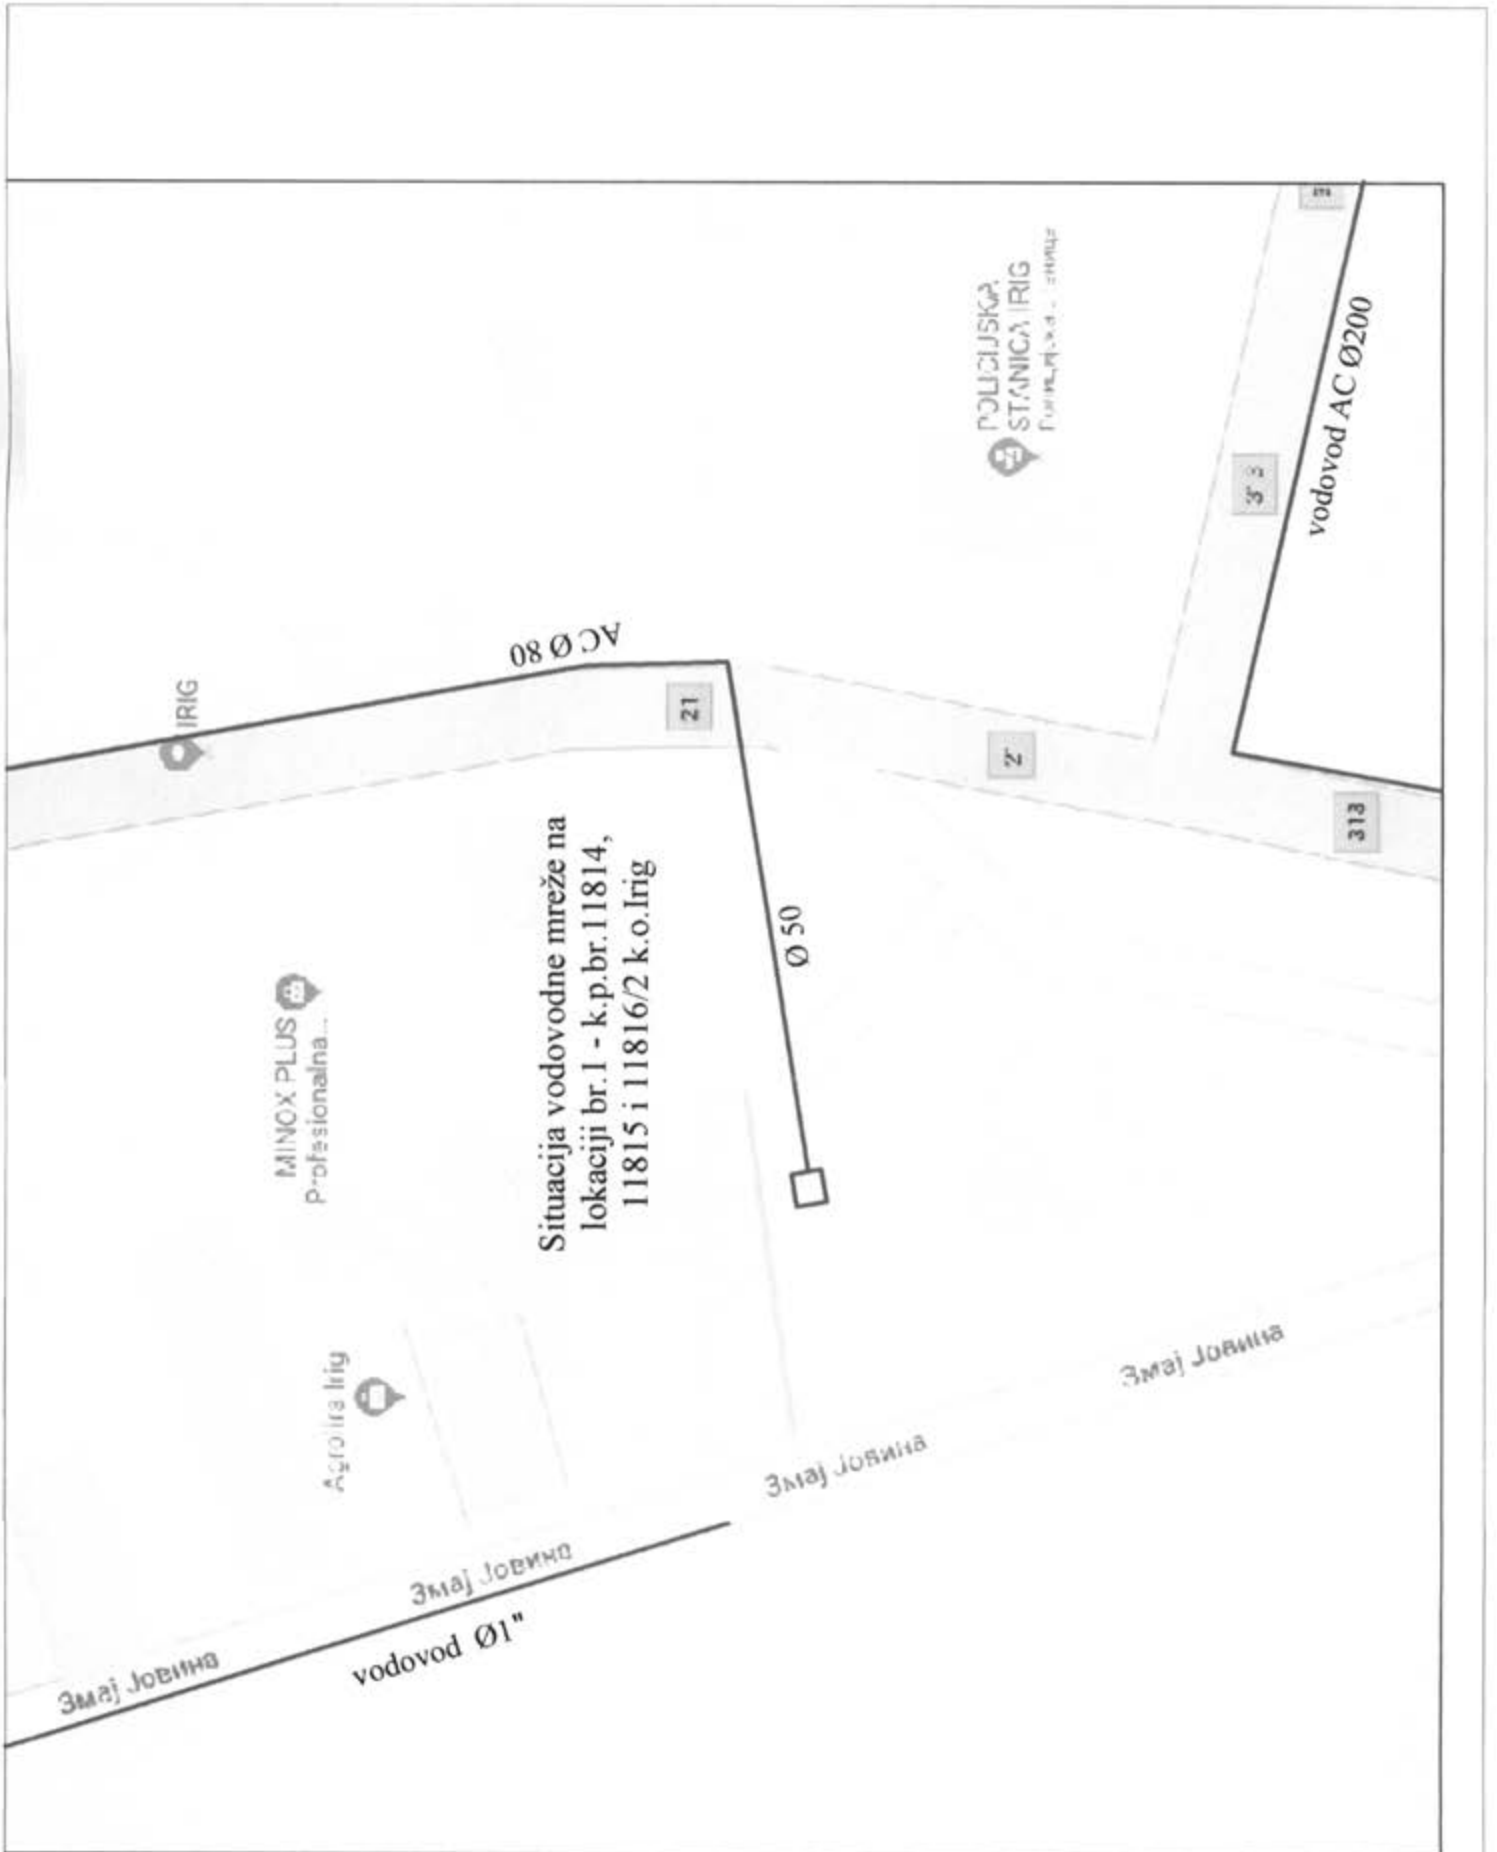 IRIG
AC Ø 80
21
POLICIJSKA
STANICA IRIG
vodovod AC Ø200
313
MINOX PLUS
Profesionalna...
Situacija vodovodne mreže na
lokaciji br.1 - k.p.br.11814,
11815 i 11816/2 k.o.Irig
Ø 50
Irig
Змај Јовина
Змај Јовина
Змај Јовина
Змај Јовина
vodovod Ø1"